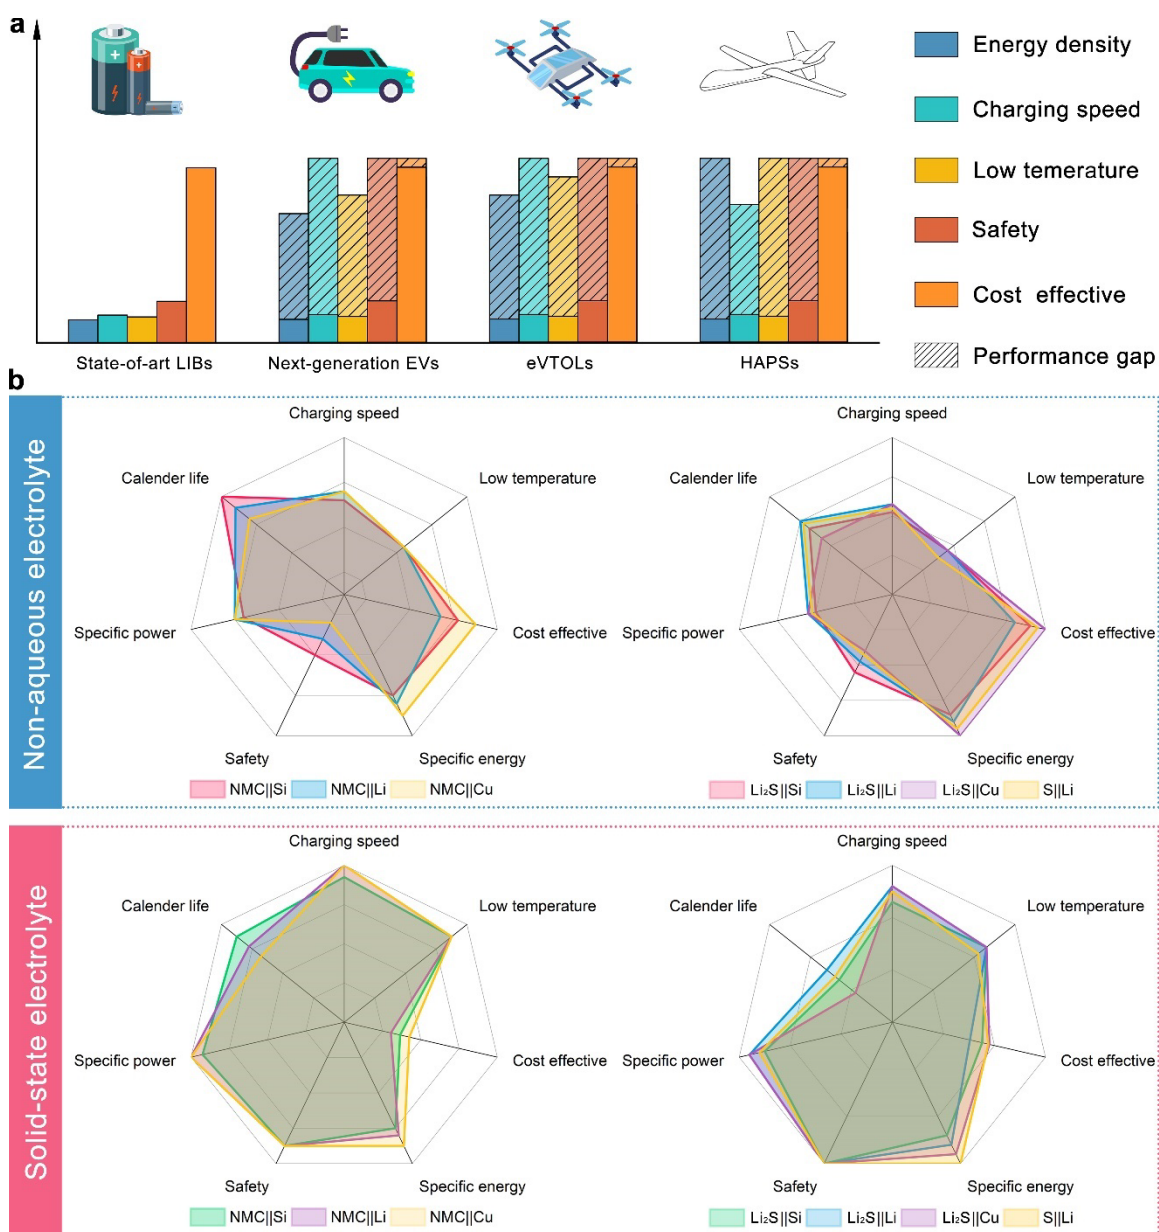 a
Energy density
Charging speed
Low temerature
Safety
Cost effective
Performance gap
State-of-art LIBs
Next-generation EVs
eVTOLs
HAPSs
b
Non-aqueous electrolyte
Charging speed
Calender life
Low temperature
Specific power
Cost effective
Safety
Specific energy
NMC||Si
NMC||Li
NMC||Cu
Charging speed
Calender life
Low temperature
Specific power
Cost effective
Safety
Specific energy
Li₂S||Si
Li₂S||Li
Li₂S||Cu
S||Li
Solid-state electrolyte
Charging speed
Calender life
Low temperature
Specific power
Cost effective
Safety
Specific energy
NMC||Si
NMC||Li
NMC||Cu
Charging speed
Calender life
Low temperature
Specific power
Cost effective
Safety
Specific energy
Li₂S||Si
Li₂S||Li
Li₂S||Cu
S||Li